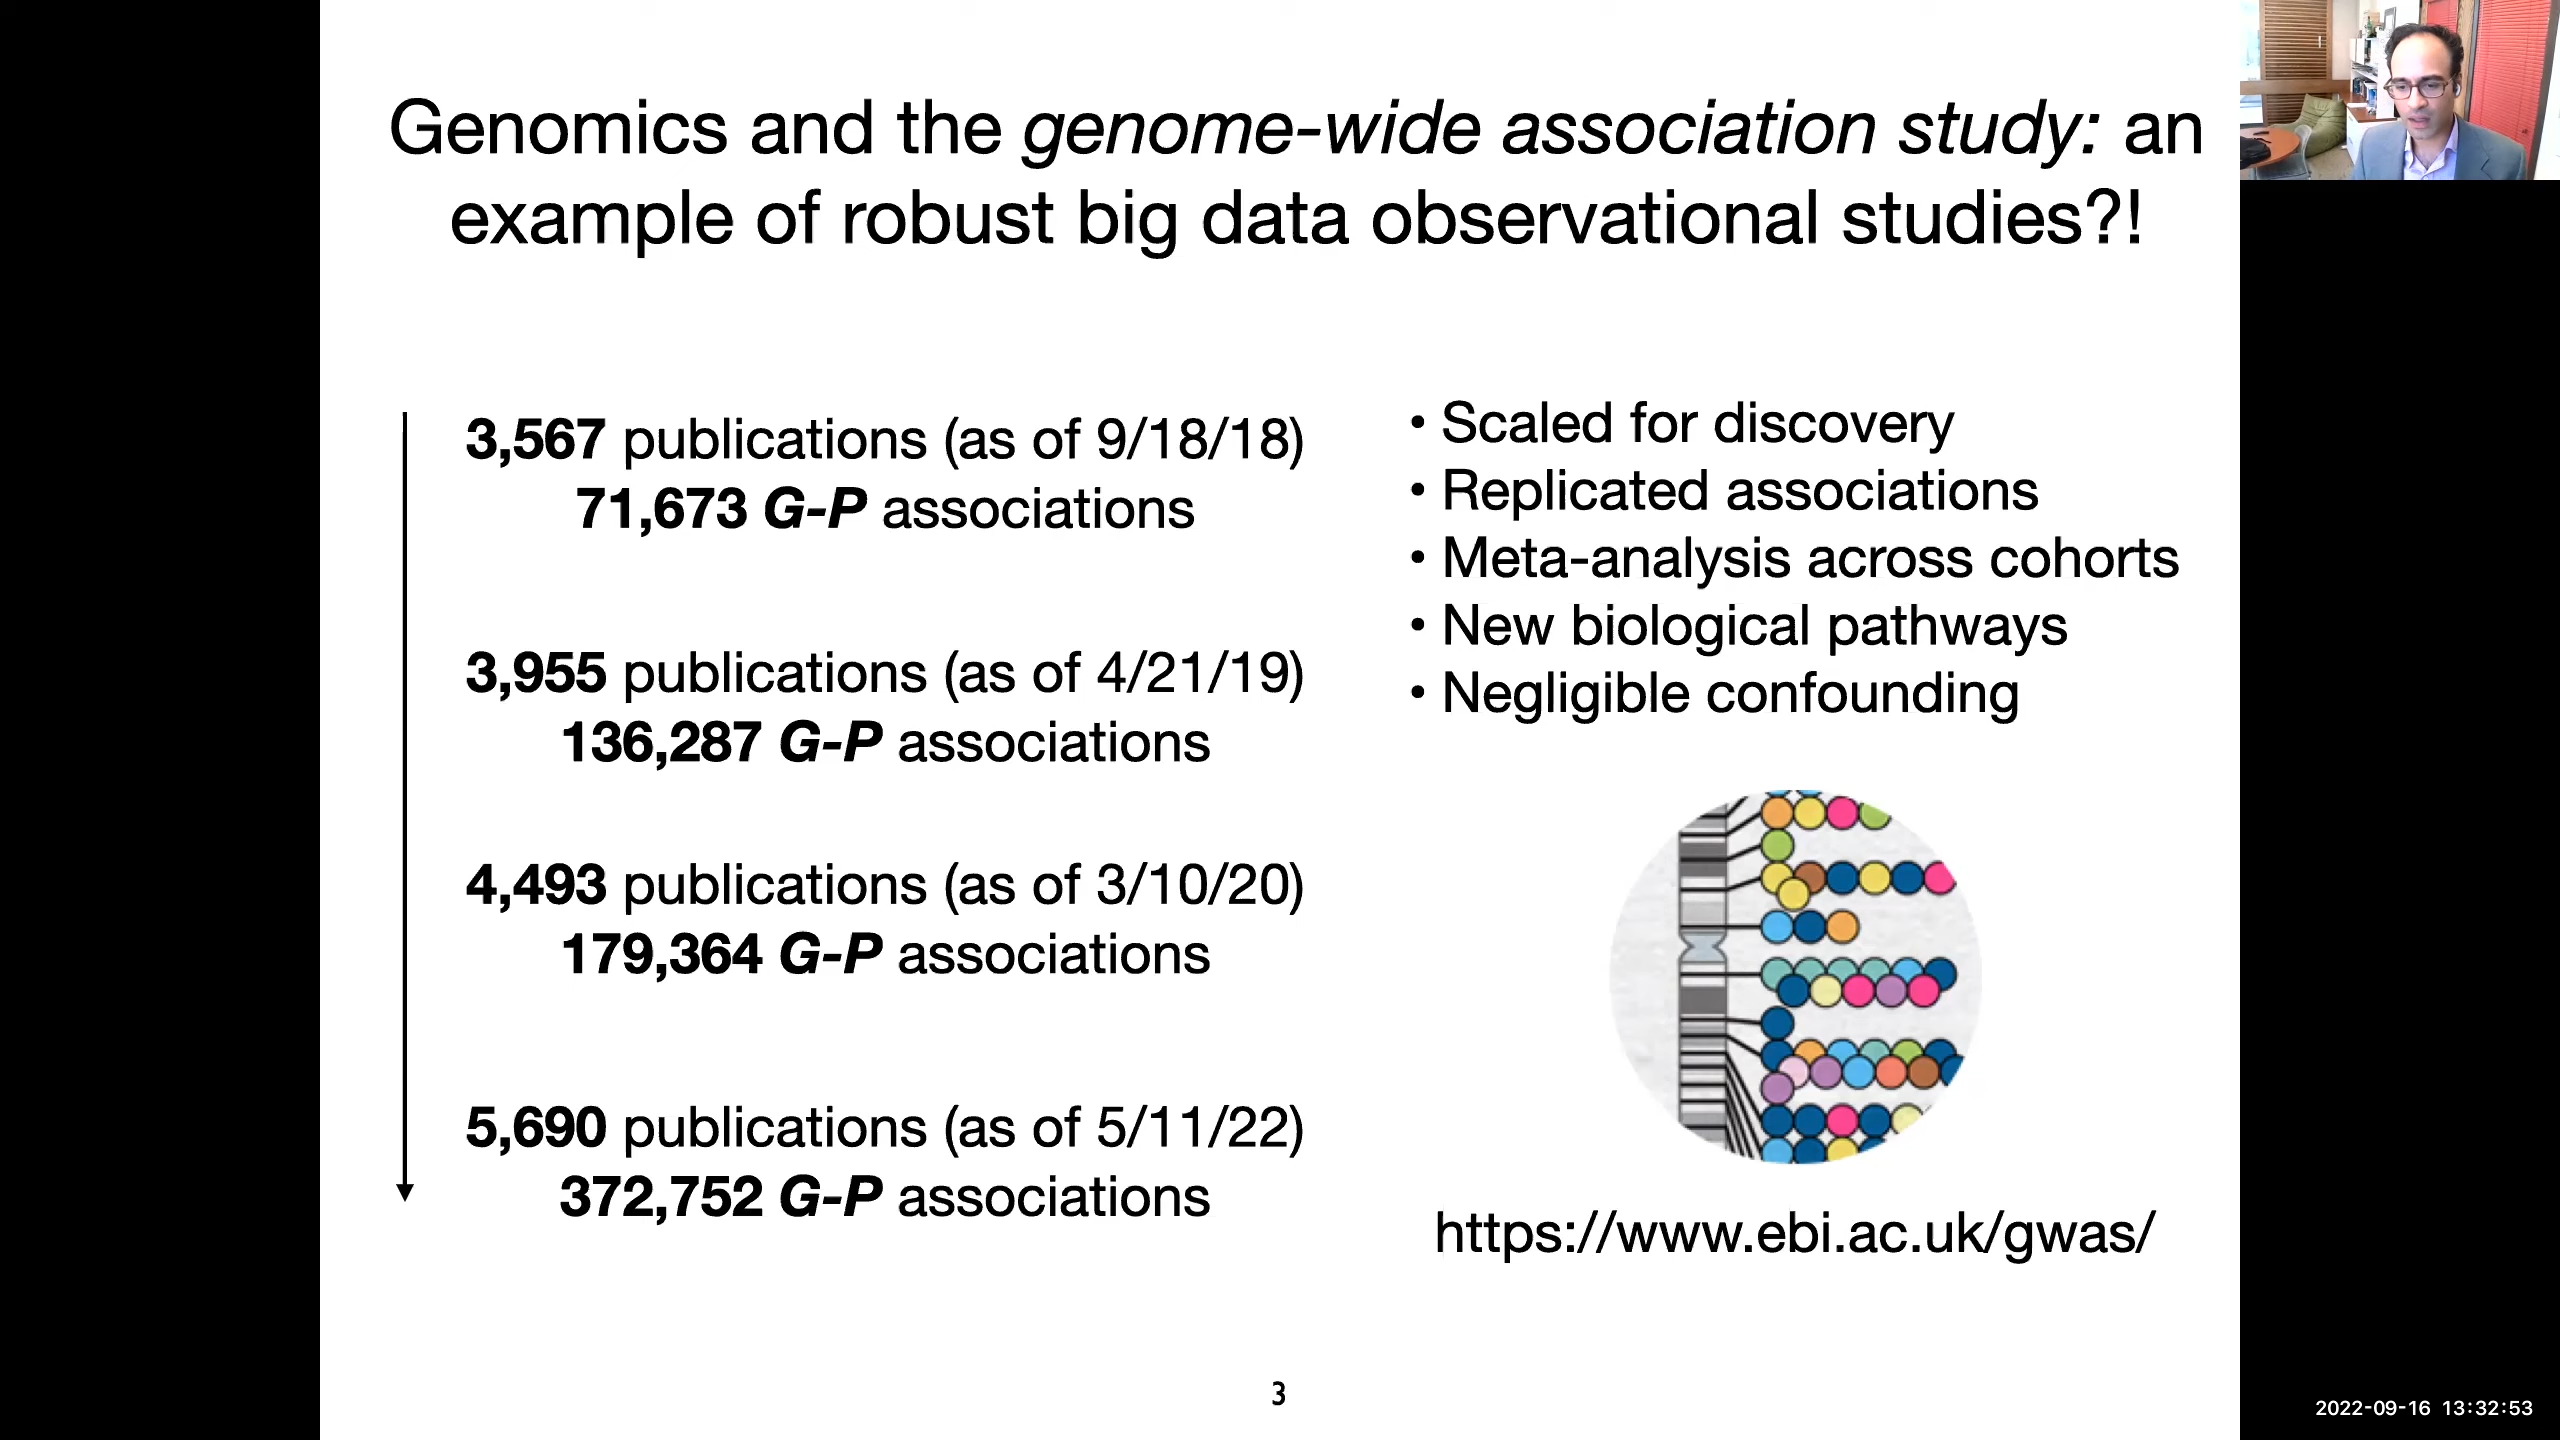 Genomics and the genome-wide association study: an
example of robust big data observational studies?!
3,567 publications (as of 9/18/18)
71,673 G-P associations
3,955 publications (as of 4/21/19)
136,287 G-P associations
4,493 publications (as of 3/10/20)
179,364 G-P associations
5,690 publications (as of 5/11/22)
372,752 G-P associations
• Scaled for discovery
• Replicated associations
• Meta-analysis across cohorts
• New biological pathways
• Negligible confounding
https://www.ebi.ac.uk/gwas/
3
2022-09-16 13:32:53